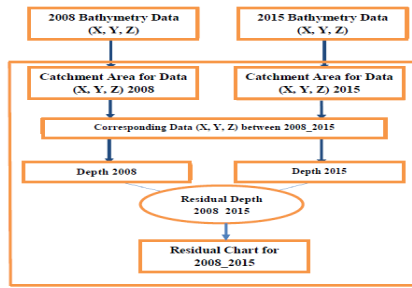 2008 Bathymetry Data
(X, Y, Z)
2015 Bathymetry Data
(X, Y, Z)
Catchment Area for Data
(X, Y, Z) 2008
Catchment Area for Data
(X, Y, Z) 2015
Corresponding Data (X, Y, Z) between 2008_2015
Depth 2008
Depth 2015
Residual Depth
2008_2015
Residual Chart for
2008_2015